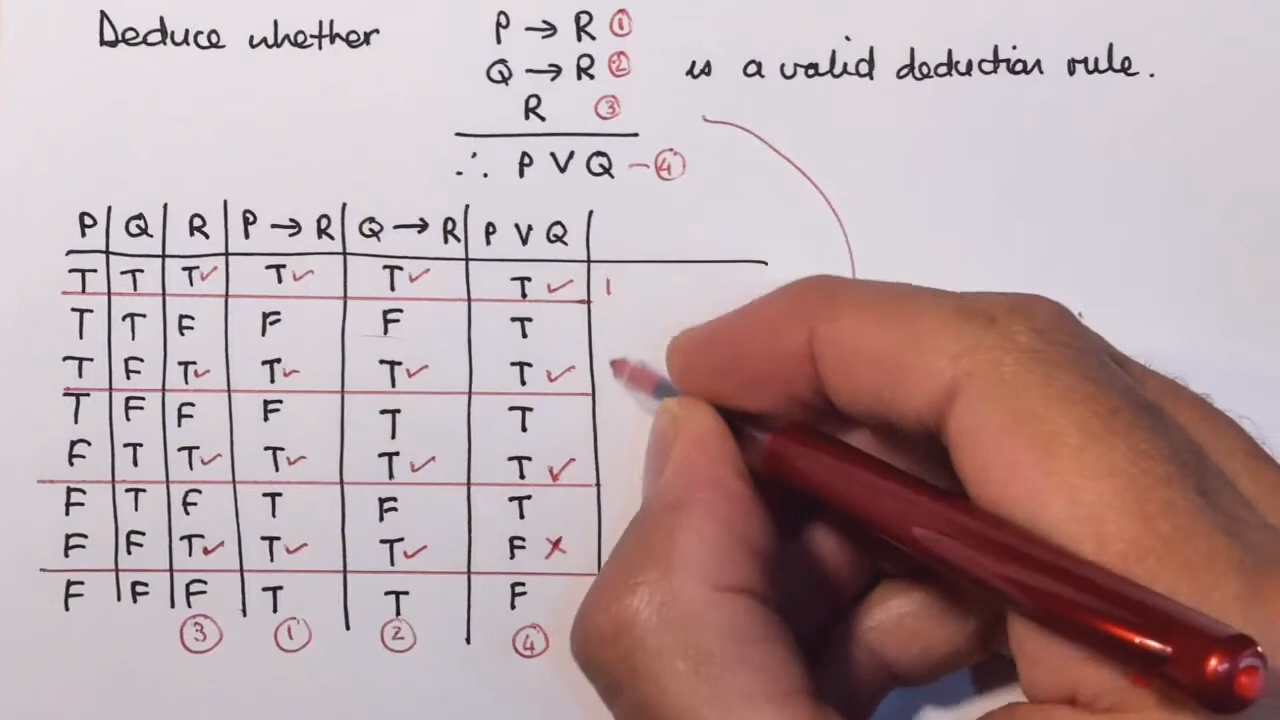 Deduce whether P → R ① is a valid deduction rule.
Q → R ②
R ③
∴ P V Q - ④
P Q R P → R Q → R P V Q
T T T✓ T✓ T✓ T✓ 1
T T F F F T
T F T✓ T✓ T✓ T✓
T F F F T T
F T T✓ T✓ T✓ T✓
F T F T F T
F F T✓ T✓ T✓ F ×
F F F T T F
③ ① ② ④